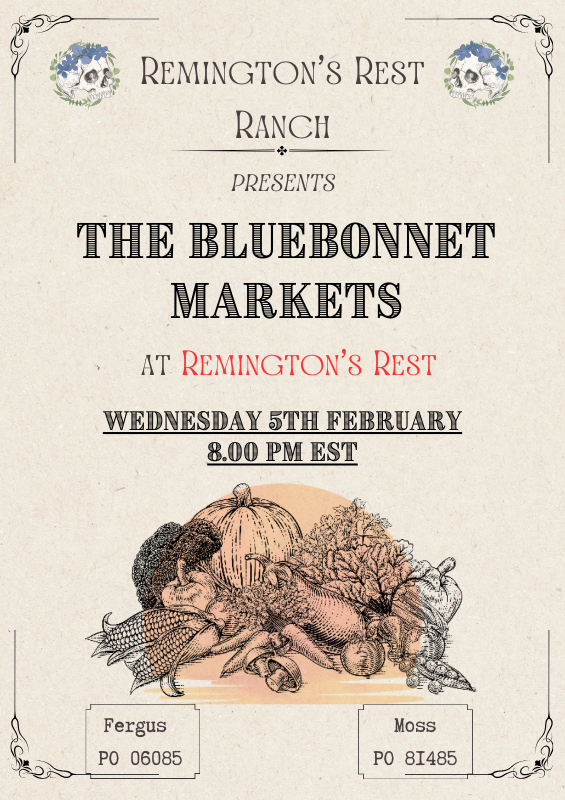 Remington's Rest
Ranch
PRESENTS
THE BLUEBONNET
MARKETS
AT Remington's Rest
WEDNESDAY 5TH FEBRUARY
8.00 PM EST
Fergus
PO 06085
Moss
PO 81485